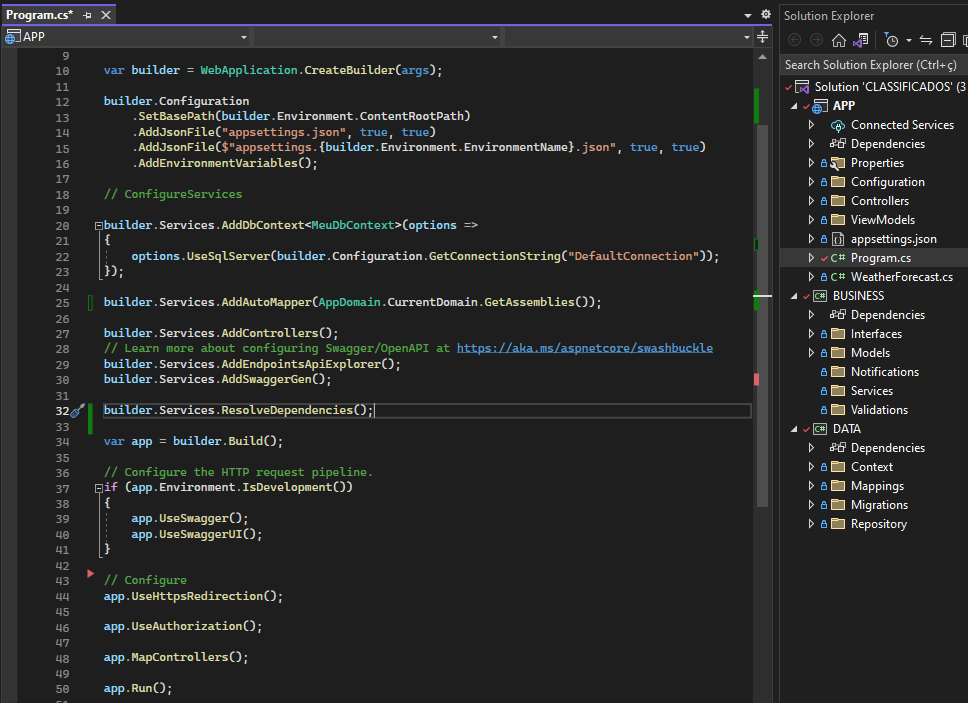 Program.cs*
APP
9
10 var builder = WebApplication.CreateBuilder(args);
11
12 builder.Configuration
13 .SetBasePath(builder.Environment.ContentRootPath)
14 .AddJsonFile("appsettings.json", true, true)
15 .AddJsonFile($"appsettings.{builder.Environment.EnvironmentName}.json", true, true)
16 .AddEnvironmentVariables();
17
18 // ConfigureServices
19
20 builder.Services.AddDbContext<MeuDbContext>(options =>
21 {
22 options.UseSqlServer(builder.Configuration.GetConnectionString("DefaultConnection"));
23 });
24
25 builder.Services.AddAutoMapper(AppDomain.CurrentDomain.GetAssemblies());
26
27 builder.Services.AddControllers();
28 // Learn more about configuring Swagger/OpenAPI at https://aka.ms/aspnetcore/swashbuckle
29 builder.Services.AddEndpointsApiExplorer();
30 builder.Services.AddSwaggerGen();
31
32 builder.Services.ResolveDependencies();
33
34 var app = builder.Build();
35
36 // Configure the HTTP request pipeline.
37 if (app.Environment.IsDevelopment())
38 {
39 app.UseSwagger();
40 app.UseSwaggerUI();
41 }
42
43 // Configure
44 app.UseHttpsRedirection();
45
46 app.UseAuthorization();
47
48 app.MapControllers();
49
50 app.Run();
Solution Explorer
Search Solution Explorer (Ctrl+ç)
Solution 'CLASSIFICADOS' (3
APP
Connected Services
Dependencies
Properties
Configuration
Controllers
ViewModels
appsettings.json
C# Program.cs
C# WeatherForecast.cs
C# BUSINESS
Dependencies
Interfaces
Models
Notifications
Services
Validations
C# DATA
Dependencies
Context
Mappings
Migrations
Repository